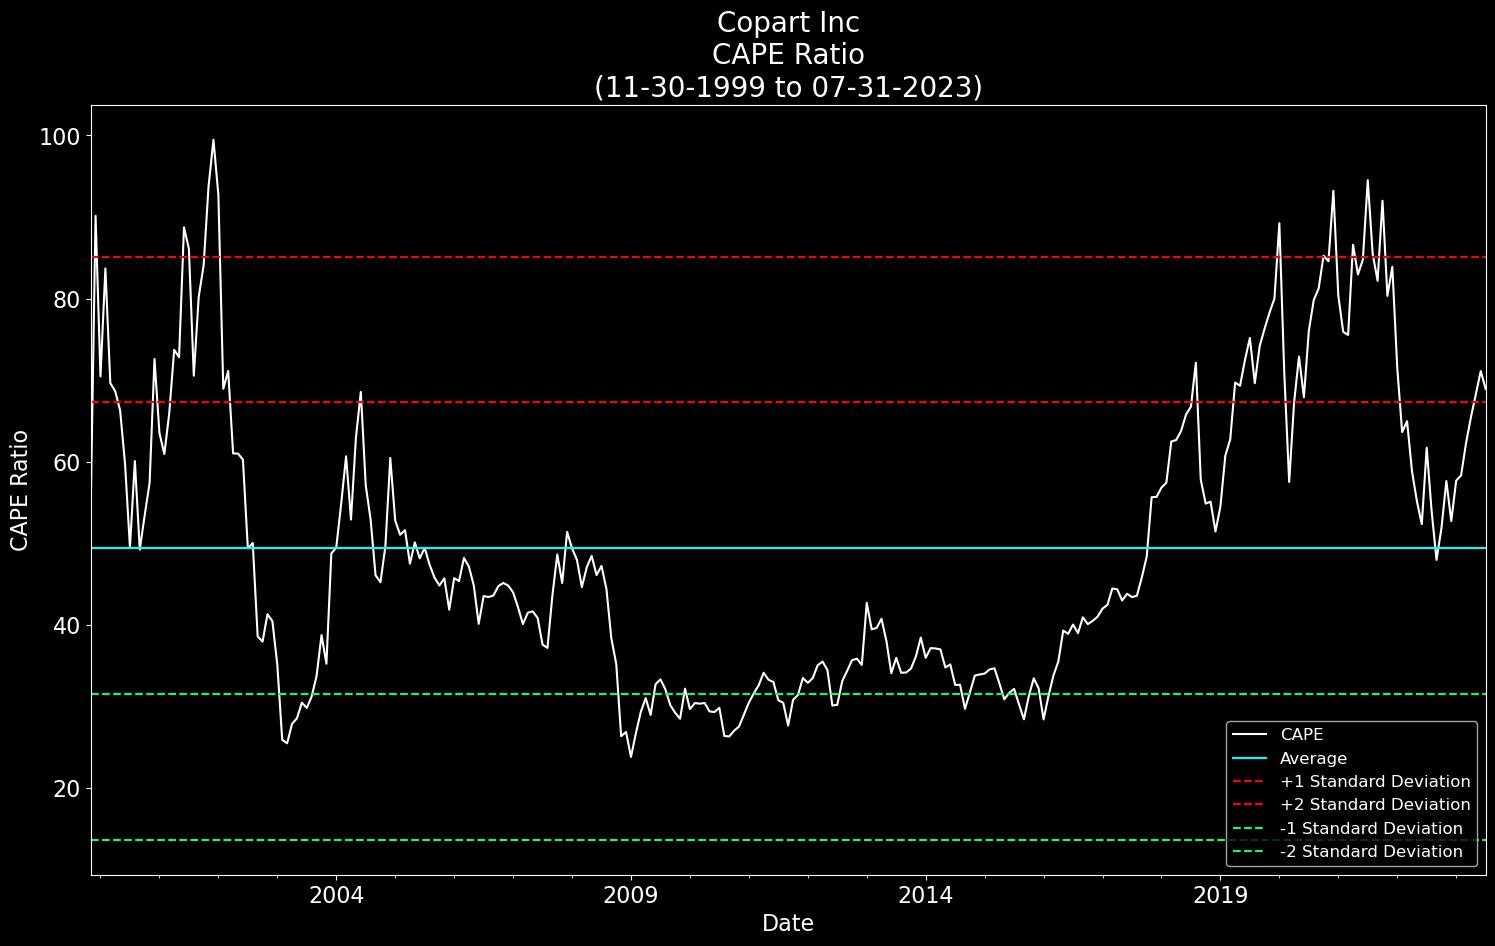 Copart Inc
CAPE Ratio
(11-30-1999 to 07-31-2023)
100
80
60
40
20
CAPE Ratio
2004
2009
2014
2019
Date
CAPE
Average
+1 Standard Deviation
+2 Standard Deviation
-1 Standard Deviation
-2 Standard Deviation